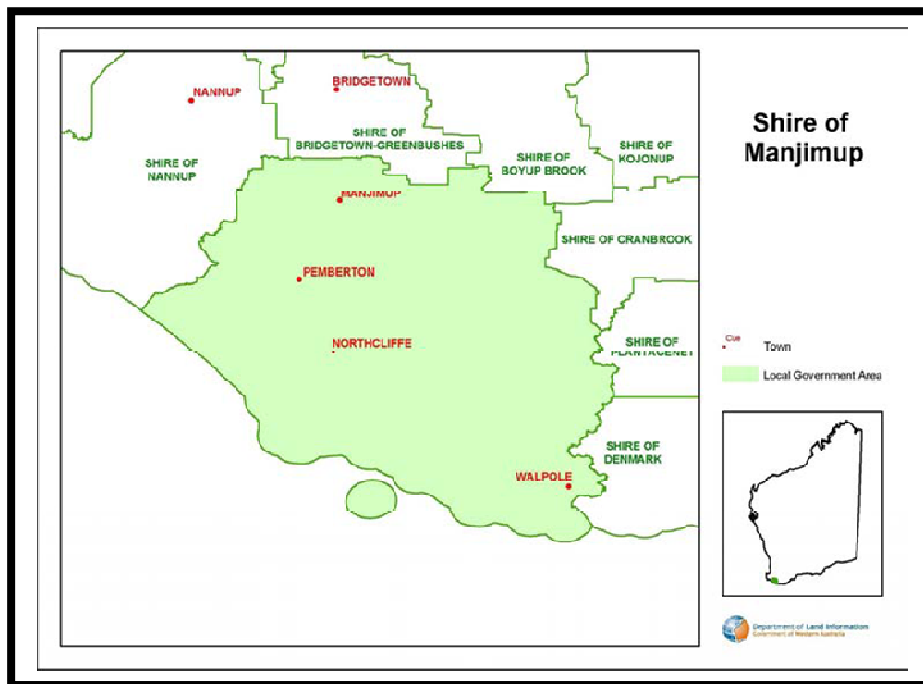 Shire of
Manjimup
NANNUP
BRIDGETOWN
SHIRE OF
BRIDGETOWN-GREENBUSHES
SHIRE OF
NANNUP
SHIRE OF
BOYUP BROOK
SHIRE OF
KOJONUP
MANJIMUP
SHIRE OF CRANBROOK
PEMBERTON
NORTHCLIFFE
SHIRE OF
PLANTAGENET
Cue
Town
Local Government Area
SHIRE OF
DENMARK
WALPOLE
Department of Land Information
Government of Western Australia